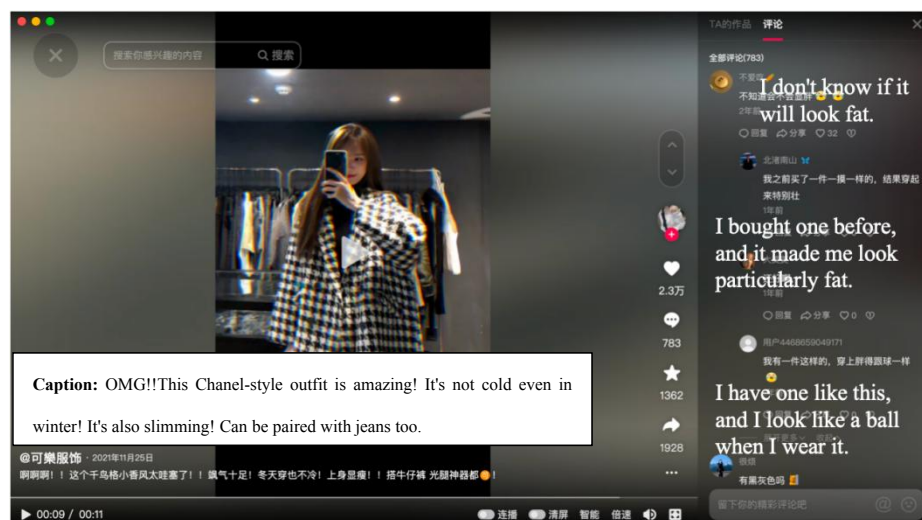 搜索你感兴趣的内容
搜索
TA的作品 评论
全部评论(783)
不知道会不会显胖
2年前
I don't know if it
will look fat.
回复 分享 32
北渚南山
我之前买了一件一摸一样的，结果穿起
来特别壮
1年前
I bought one before,
and it made me look
particularly fat.
1年前
回复 分享 0
用户4468659049171
我有一件这样的，穿上胖得跟球一样
I have one like this,
and I look like a ball
when I wear it.
有黑灰色吗
留下你的精彩评论吧
2.3万
783
1362
1928
Caption: OMG!!This Chanel-style outfit is amazing! It's not cold even in
winter! It's also slimming! Can be paired with jeans too.
@可樂服饰 · 2021年11月25日
啊啊啊！！这个千鸟格小香风太哇塞了！！飒气十足！冬天穿也不冷！上身显瘦！！搭牛仔裤 光腿神器都！
00:09 / 00:11
连播 清屏 智能 倍速